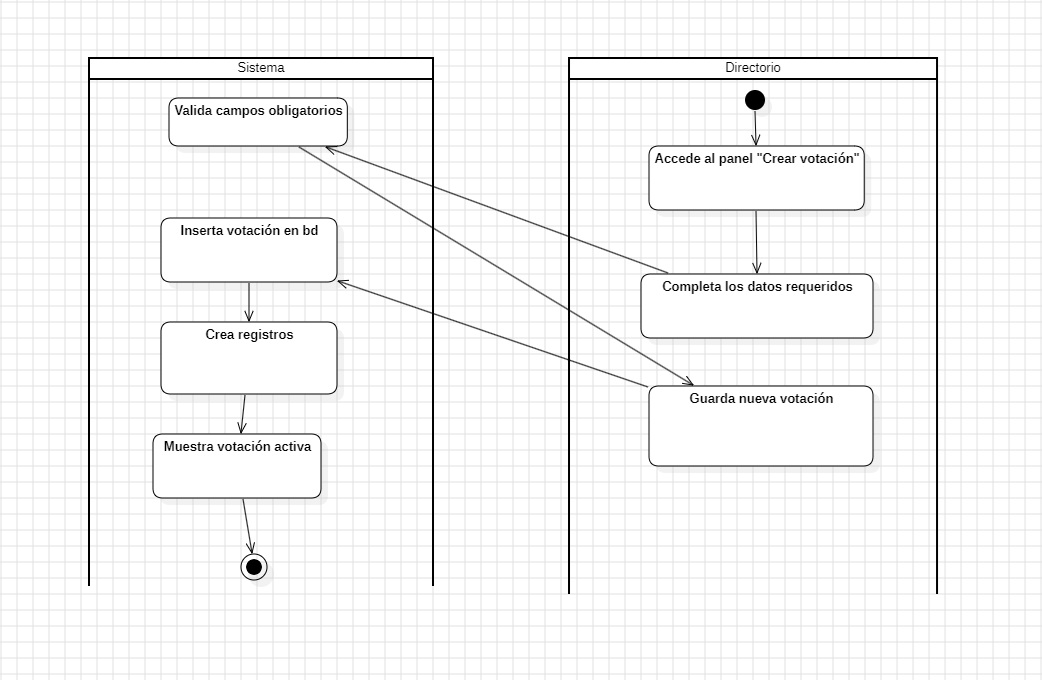 Sistema
Valida campos obligatorios
Inserta votación en bd
Crea registros
Muestra votación activa
Directorio
Accede al panel "Crear votación"
Completa los datos requeridos
Guarda nueva votación